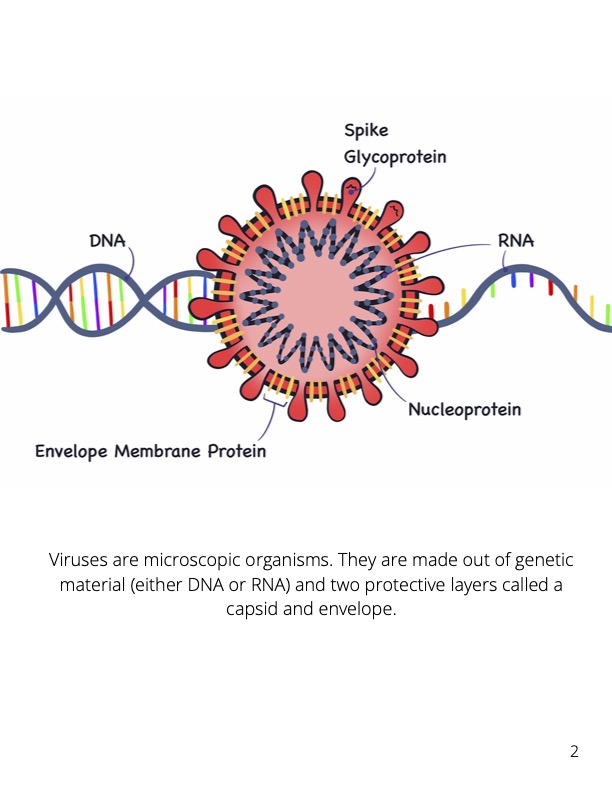 Spike
Glycoprotein
DNA
RNA
Nucleoprotein
Envelope Membrane Protein
Viruses are microscopic organisms. They are made out of genetic
material (either DNA or RNA) and two protective layers called a
capsid and envelope.
2